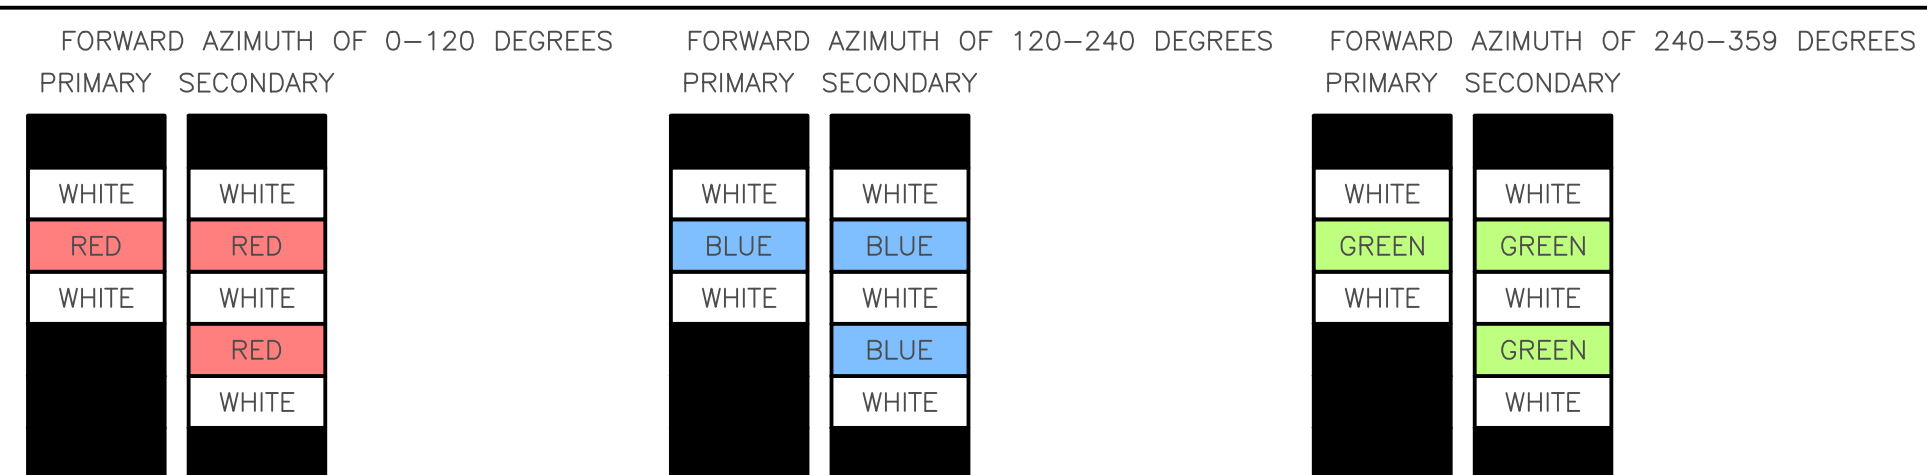 FORWARD AZIMUTH OF 0-120 DEGREES
PRIMARY SECONDARY
WHITE WHITE
RED RED
WHITE WHITE
RED
WHITE
FORWARD AZIMUTH OF 120-240 DEGREES
PRIMARY SECONDARY
WHITE WHITE
BLUE BLUE
WHITE WHITE
BLUE
WHITE
FORWARD AZIMUTH OF 240-359 DEGREES
PRIMARY SECONDARY
WHITE WHITE
GREEN GREEN
WHITE WHITE
GREEN
WHITE